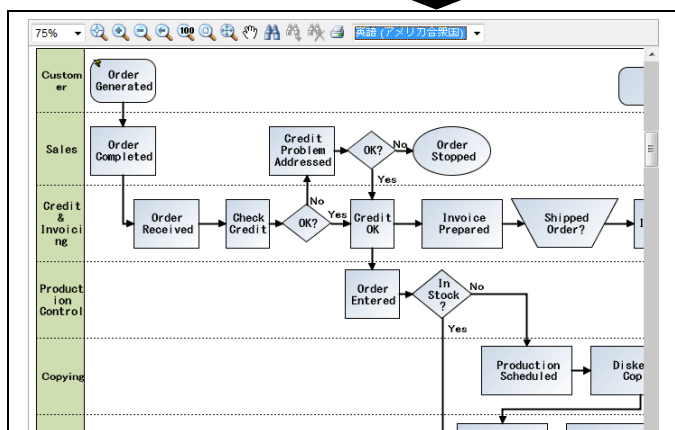 75%
100
英語 (アメリカ合衆国)
Custom
er
Order
Generated
Sales
Order
Completed
Credit
Problem
Addressed
OK?
No
Order
Stopped
Yes
Credit
&
Invoici
ng
Order
Received
Check
Credit
OK?
No
Yes
Credit
OK
Invoice
Prepared
Shipped
Order?
Product
ion
Control
Order
Entered
In
Stock
?
No
Yes
Copying
Production
Scheduled
Diske
Cop